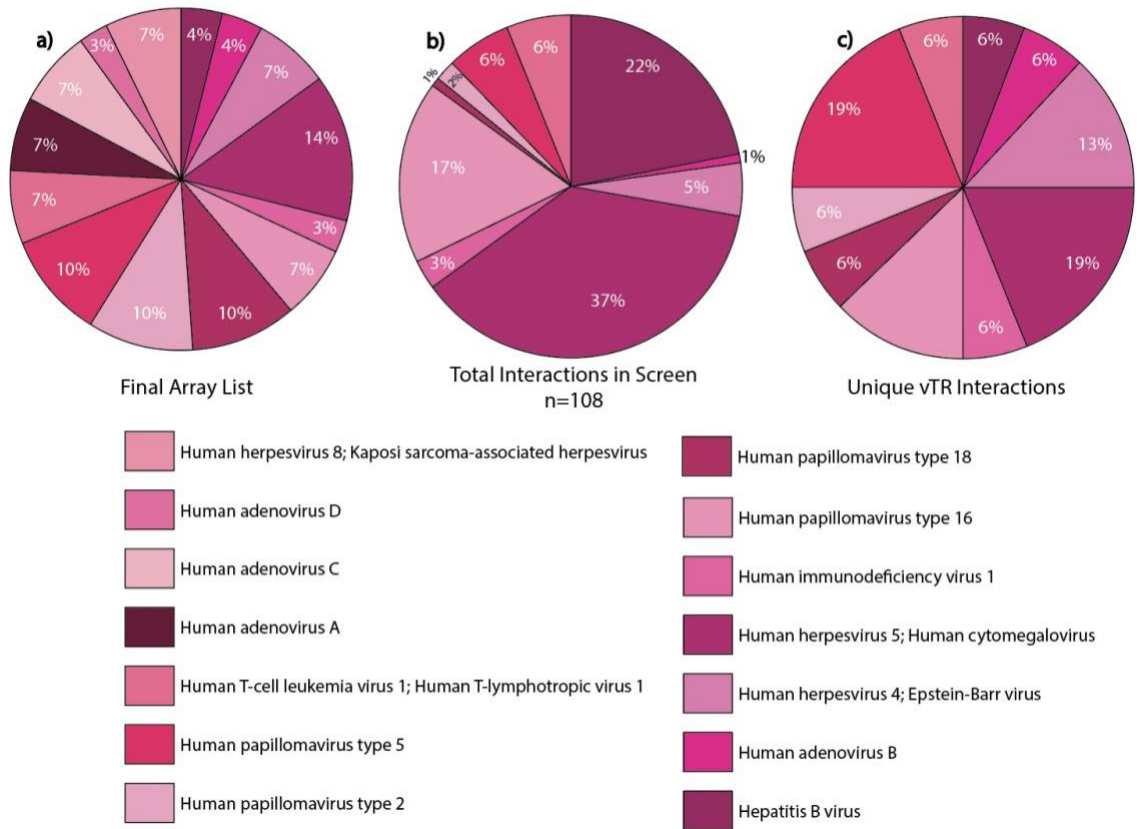 a)
4%
4%
7%
14%
3%
7%
10%
10%
10%
7%
7%
7%
3%
7%
Final Array List
b)
22%
1%
5%
37%
3%
17%
1%
2%
6%
6%
Total Interactions in Screen
n=108
c)
6%
6%
13%
19%
6%
6%
6%
19%
6%
Unique vTR Interactions
Human herpesvirus 8; Kaposi sarcoma-associated herpesvirus
Human adenovirus D
Human adenovirus C
Human adenovirus A
Human T-cell leukemia virus 1; Human T-lymphotropic virus 1
Human papillomavirus type 5
Human papillomavirus type 2
Human papillomavirus type 18
Human papillomavirus type 16
Human immunodeficiency virus 1
Human herpesvirus 5; Human cytomegalovirus
Human herpesvirus 4; Epstein-Barr virus
Human adenovirus B
Hepatitis B virus